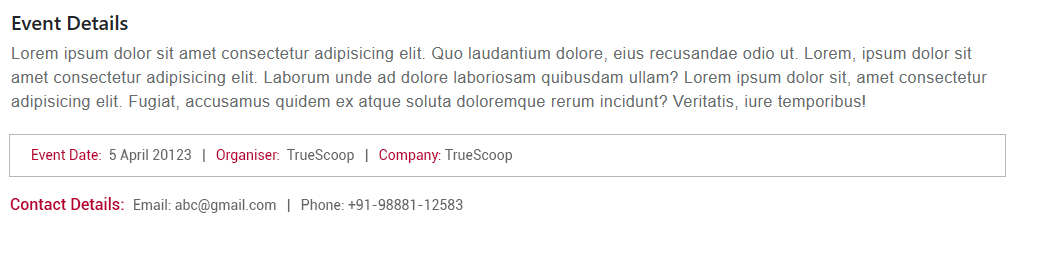 Event Details
Lorem ipsum dolor sit amet consectetur adipisicing elit. Quo laudantium dolore, eius recusandae odio ut. Lorem, ipsum dolor sit
amet consectetur adipisicing elit. Laborum unde ad dolore laboriosam quibusdam ullam? Lorem ipsum dolor sit, amet consectetur
adipisicing elit. Fugiat, accusamus quidem ex atque soluta doloremque rerum incidunt? Veritatis, iure temporibus!
Event Date: 5 April 20123 | Organiser: TrueScoop | Company: TrueScoop
Contact Details: Email: abc@gmail.com | Phone: +91-98881-12583